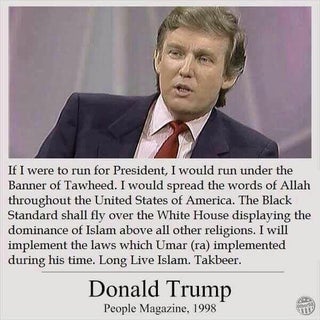 If I were to run for President, I would run under the
Banner of Tawheed. I would spread the words of Allah
throughout the United States of America. The Black
Standard shall fly over the White House displaying the
dominance of Islam above all other religions. I will
implement the laws which Umar (ra) implemented
during his time. Long Live Islam. Takbeer.
Donald Trump
People Magazine, 1998